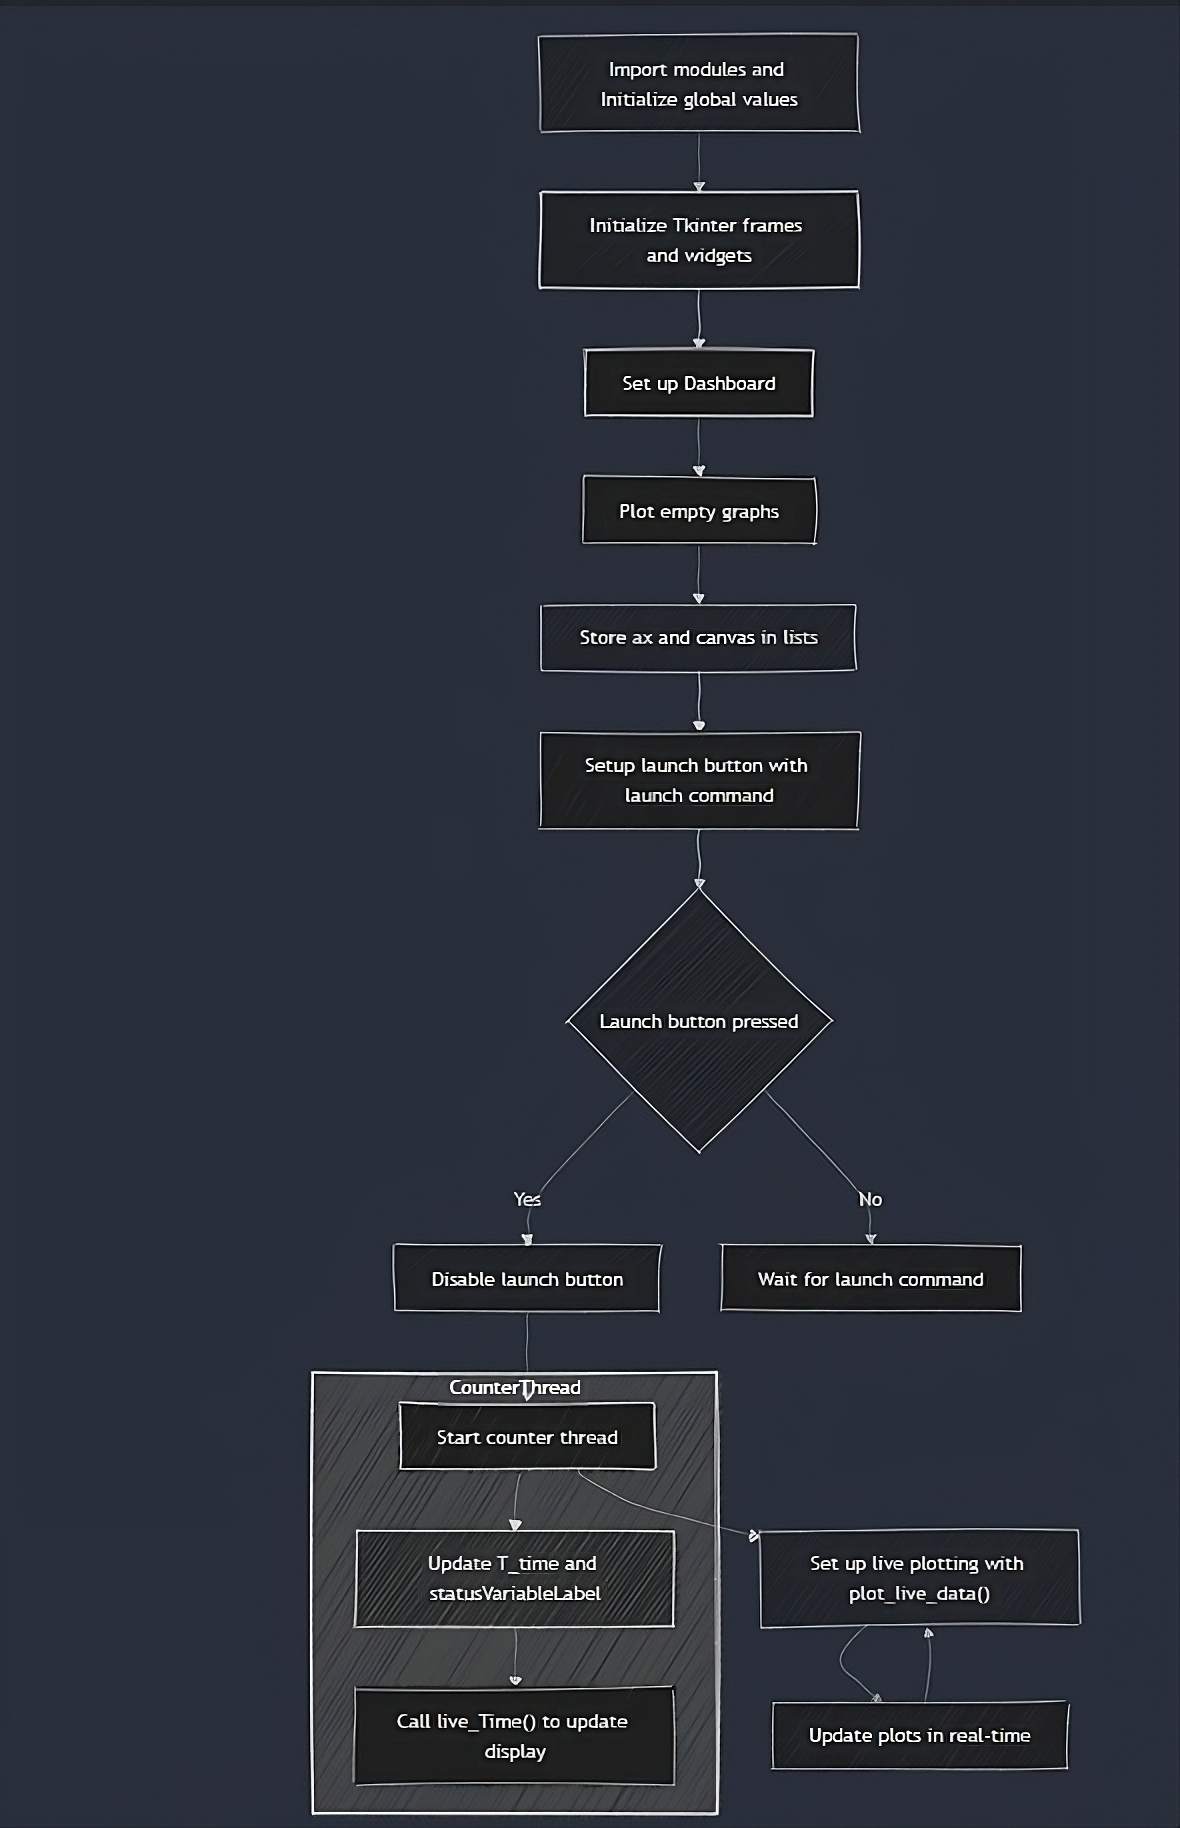 Import modules and
Initialize global values
Initialize Tkinter frames
and widgets
Set up Dashboard
Plot empty graphs
Store ax and canvas in lists
Setup launch button with
launch command
Launch button pressed
Yes
No
Disable launch button
Wait for launch command
CounterThread
Start counter thread
Update T_time and
statusVariableLabel
Set up live plotting with
plot_live_data()
Call live_Time() to update
display
Update plots in real-time